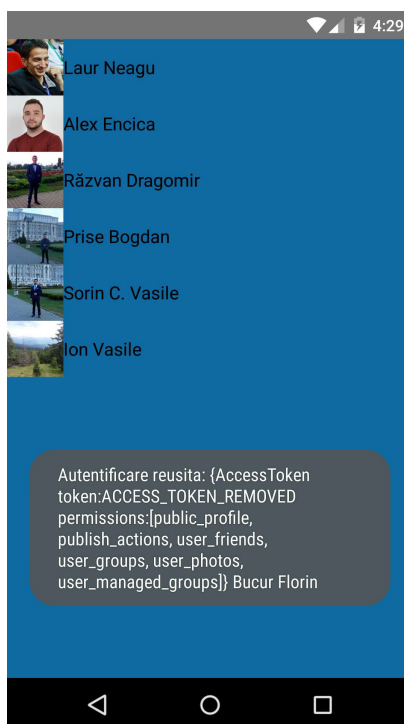 4:29
Laur Neagu
Alex Encica
Răzvan Dragomir
Prise Bogdan
Sorin C. Vasile
Ion Vasile
Autentificare reusita: {AccessToken
token:ACCESS_TOKEN_REMOVED
permissions:[public_profile,
publish_actions, user_friends,
user_groups, user_photos,
user_managed_groups]} Bucur Florin